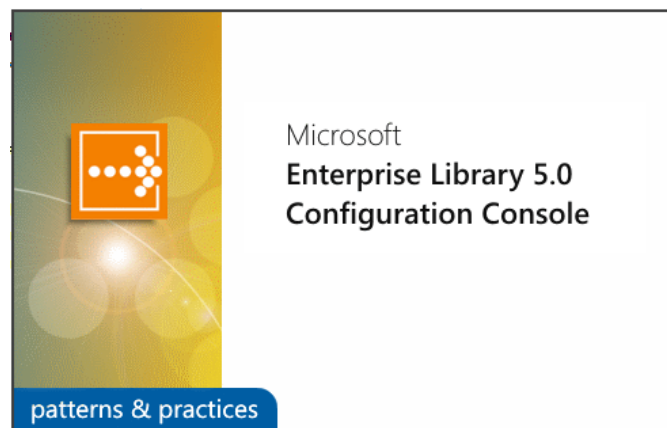 Microsoft
Enterprise Library 5.0
Configuration Console
patterns & practices